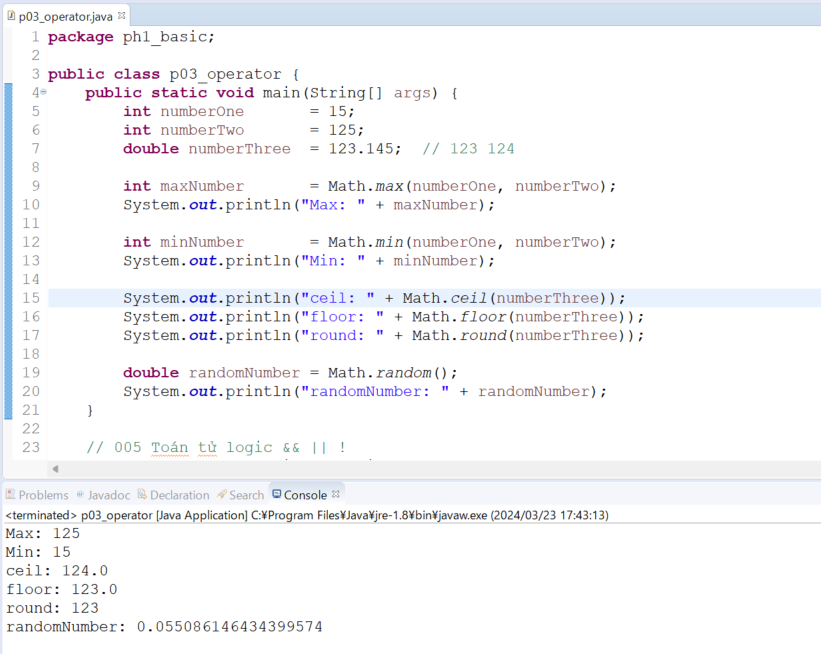 p03_operator.java
1 package ph1_basic;
2
3 public class p03_operator {
4 public static void main(String[] args) {
5 int numberOne = 15;
6 int numberTwo = 125;
7 double numberThree = 123.145; // 123 124
8
9 int maxNumber = Math.max(numberOne, numberTwo);
10 System.out.println("Max: " + maxNumber);
11
12 int minNumber = Math.min(numberOne, numberTwo);
13 System.out.println("Min: " + minNumber);
14
15 System.out.println("ceil: " + Math.ceil(numberThree));
16 System.out.println("floor: " + Math.floor(numberThree));
17 System.out.println("round: " + Math.round(numberThree));
18
19 double randomNumber = Math.random();
20 System.out.println("randomNumber: " + randomNumber);
21 }
22
23 // 005 Toán tử logic && || !
Problems Javadoc Declaration Search Console
<terminated> p03_operator [Java Application] C:¥Program Files¥Java¥jre-1.8¥bin¥javaw.exe (2024/03/23 17:43:13)
Max: 125
Min: 15
ceil: 124.0
floor: 123.0
round: 123
randomNumber: 0.055086146434399574